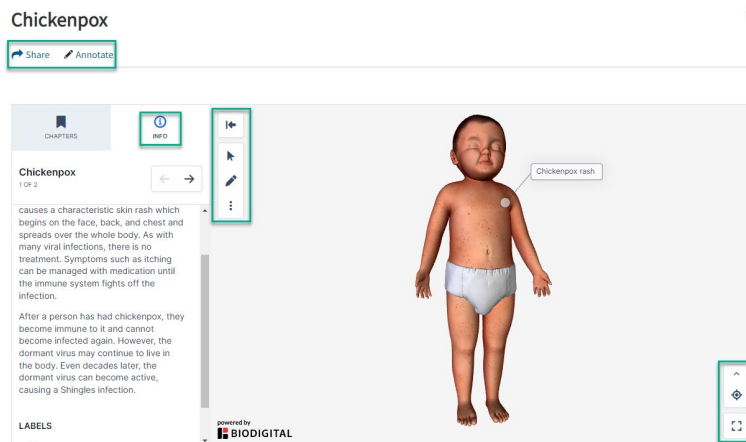 Chickenpox
Share Annotate
CHAPTERS
INFO
Chickenpox
1 OF 2
causes a characteristic skin rash which
begins on the face, back, and chest and
spreads over the whole body. As with
many viral infections, there is no
treatment. Symptoms such as itching
can be managed with medication until
the immune system fights off the
infection.
After a person has had chickenpox, they
become immune to it and cannot
become infected again. However, the
dormant virus may continue to live in
the body. Even decades later, the
dormant virus can become active,
causing a Shingles infection.
LABELS
Chickenpox rash
powered by
BIODIGITAL